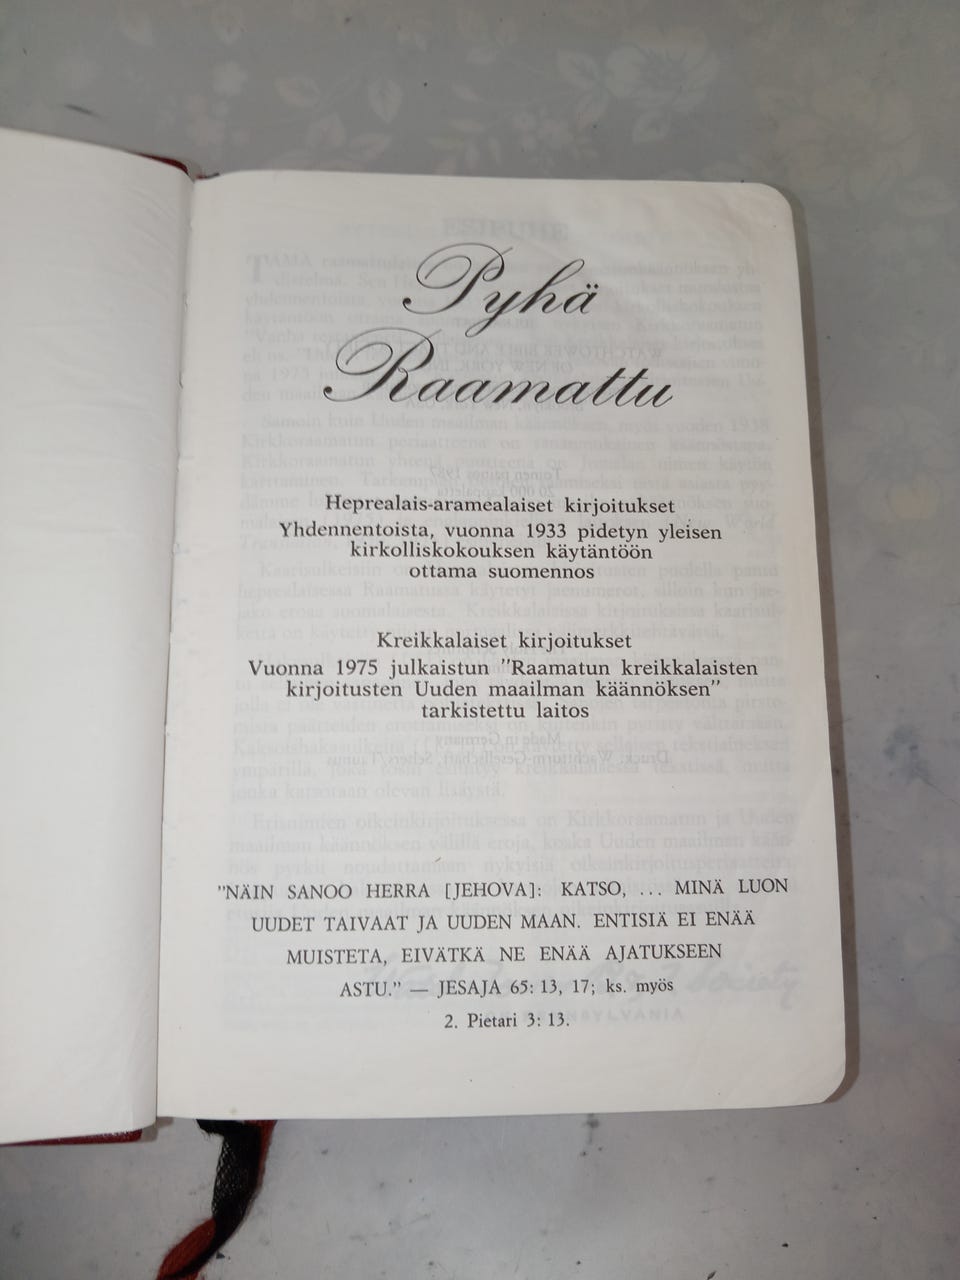 Pyhä
Raamattu
Heprealais-aramealaiset kirjoitukset
Yhdennentoista, vuonna 1933 pidetyn yleisen
kirkolliskokouksen käytäntöön
ottama suomennos
Kreikkalaiset kirjoitukset
Vuonna 1975 julkaistun "Raamatun kreikkalaisten
kirjoitusten Uuden maailman käännöksen"
tarkistettu laitos
"NÄIN SANOO HERRA [JEHOVA]: KATSO, ... MINÄ LUON
UUDET TAIVAAT JA UUDEN MAAN. ENTISIÄ EI ENÄÄ
MUISTETA, EIVÄTKÄ NE ENÄÄ AJATUKSEEN
ASTU." — JESAJA 65: 13, 17; ks. myös
2. Pietari 3: 13.